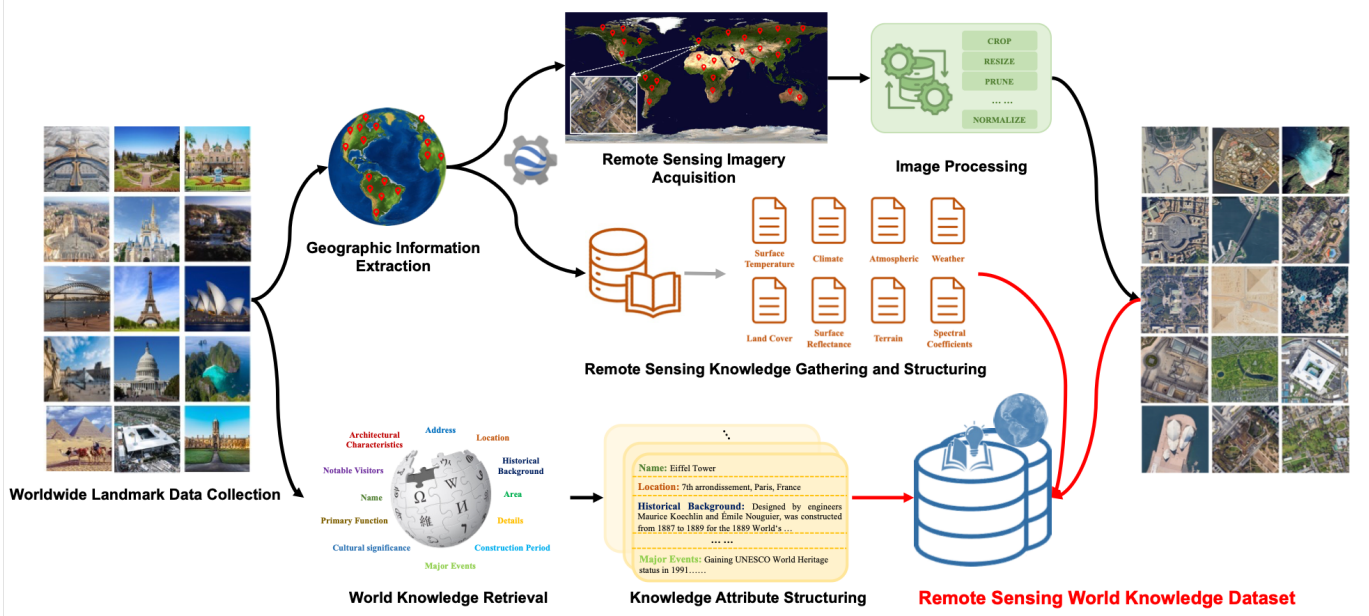 CROP
RESIZE
PRUNE
... ...
NORMALIZE
Remote Sensing Imagery
Acquisition
Image Processing
Geographic Information
Extraction
Surface
Temperature
Climate
Atmospheric
Weather
Land Cover
Surface
Reflectance
Terrain
Spectral
Coefficients
Remote Sensing Knowledge Gathering and Structuring
Worldwide Landmark Data Collection
Architectural
Characteristics
Address
Location
Notable Visitors
Historical
Background
Name
Area
Primary Function
Details
Cultural significance
Construction Period
Major Events
Ω
W
И
維
World Knowledge Retrieval
Name: Eiffel Tower
Location: 7th arrondissement, Paris, France
Historical Background: Designed by engineers
Maurice Koechlin and Émile Nouguier, was constructed
from 1887 to 1889 for the 1889 World's ...
... ...
Major Events: Gaining UNESCO World Heritage
status in 1991......
Knowledge Attribute Structuring
Remote Sensing World Knowledge Dataset